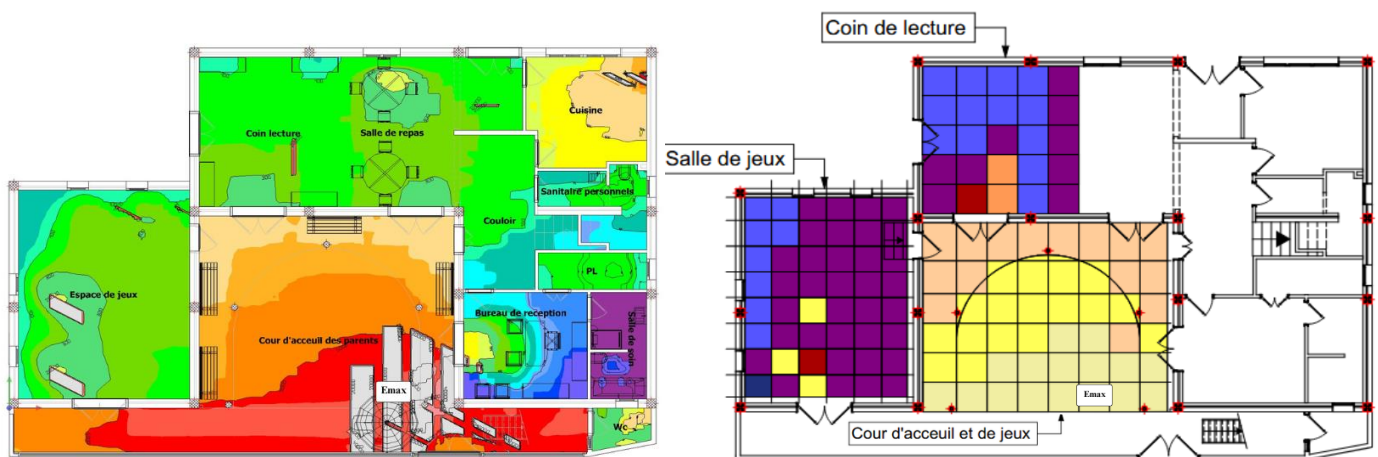 Coin lecture
Salle de repas
Cuisine
Sanitaire personnels
Couloir
PL
Espace de jeux
Bureau de reception
Salle de soin
Cour d'acceuil des parents
Emax
Wc
Coin de lecture
Salle de jeux
Emax
Cour d'acceuil et de jeux